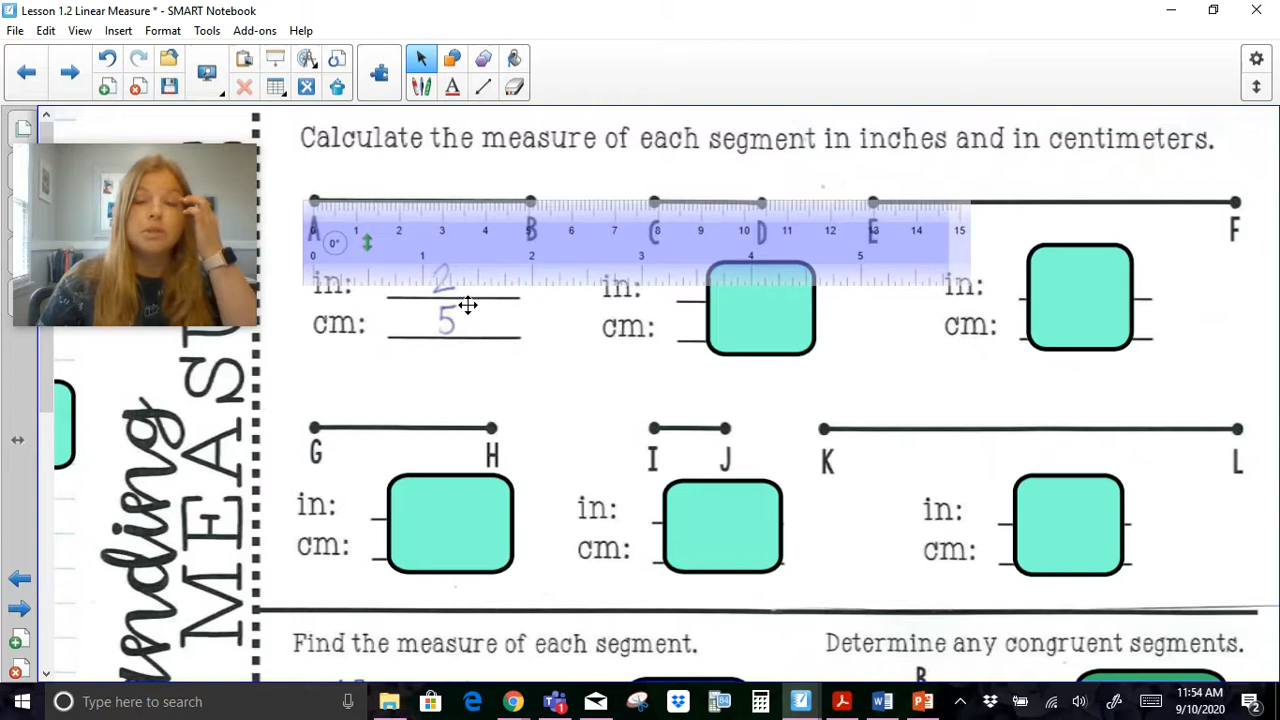 Lesson 1.2 Linear Measure * - SMART Notebook
File Edit View Insert Format Tools Add-ons Help
Calculate the measure of each segment in inches and in centimeters.
0 1 2 3 4 5 6 7 8 9 10 11 12 13 14 15
A B C D E F
0°
0 1 2 3 4 5
in: 2 in: in:
cm: 5 cm: cm:
G H I J K L
in: in: in:
cm: cm: cm:
Find the measure of each segment. Determine any congruent segments.
B
Type here to search
11:54 AM
9/10/2020
2